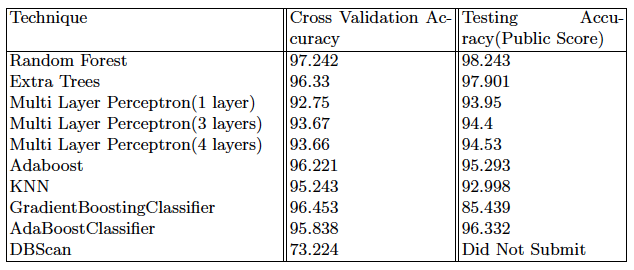 Technique Cross Validation Ac- Testing Accu-
curacy racy(Public Score)
Random Forest 97.242 98.243
Extra Trees 96.33 97.901
Multi Layer Perceptron(1 layer) 92.75 93.95
Multi Layer Perceptron(3 layers) 93.67 94.4
Multi Layer Perceptron(4 layers) 93.66 94.53
Adaboost 96.221 95.293
KNN 95.243 92.998
GradientBoostingClassifier 96.453 85.439
AdaBoostClassifier 95.838 96.332
DBScan 73.224 Did Not Submit